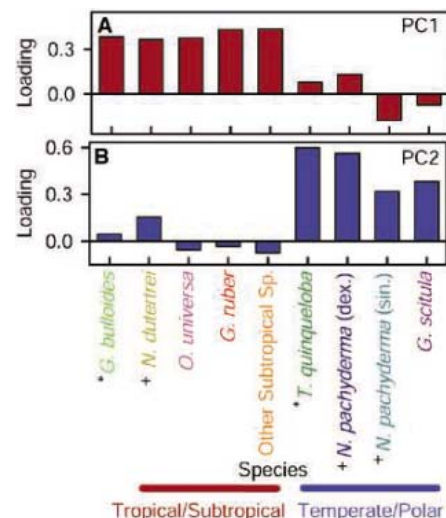 A
PC1
0.3
0.0
Loading
B
PC2
0.6
0.3
0.0
Loading
* G. bulloides
+ N. dutertrei
O. universa
G. ruber
Other Subtropical Sp.
* T. quinqueloba
+ N. pachyderma (dex.)
+ N. pachyderma (sin.)
G. scitula
Species
Tropical/Subtropical
Temperate/Polar